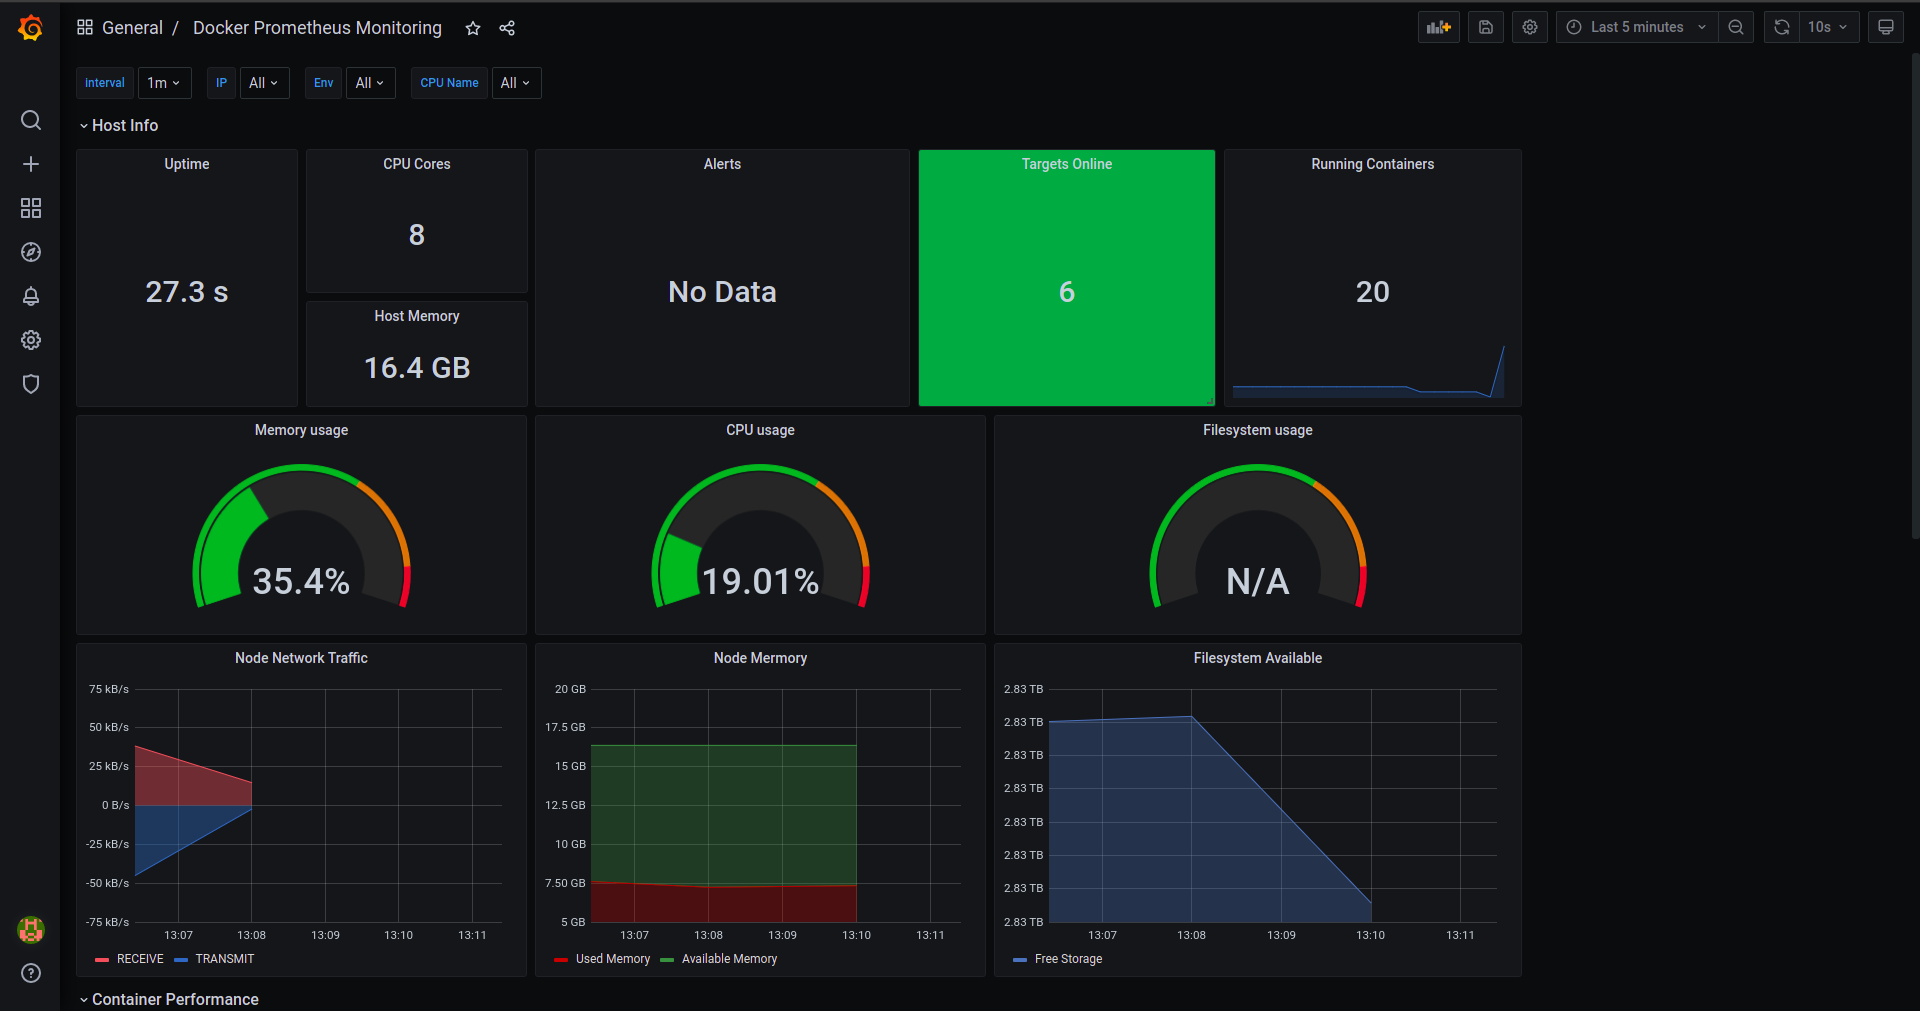 General / Docker Prometheus Monitoring
Last 5 minutes
10s
interval 1m IP All Env All CPU Name All
Host Info
Uptime
27.3 s
CPU Cores
8
Host Memory
16.4 GB
Alerts
No Data
Targets Online
6
Running Containers
20
Memory usage
35.4%
CPU usage
19.01%
Filesystem usage
N/A
Node Network Traffic
75 kB/s
50 kB/s
25 kB/s
0 B/s
-25 kB/s
-50 kB/s
-75 kB/s
13:07 13:08 13:09 13:10 13:11
RECEIVE TRANSMIT
Node Mermory
20 GB
17.5 GB
15 GB
12.5 GB
10 GB
7.50 GB
5 GB
13:07 13:08 13:09 13:10 13:11
Used Memory Available Memory
Filesystem Available
2.83 TB
2.83 TB
2.83 TB
2.83 TB
2.83 TB
2.83 TB
2.83 TB
2.83 TB
13:07 13:08 13:09 13:10 13:11
Free Storage
Container Performance